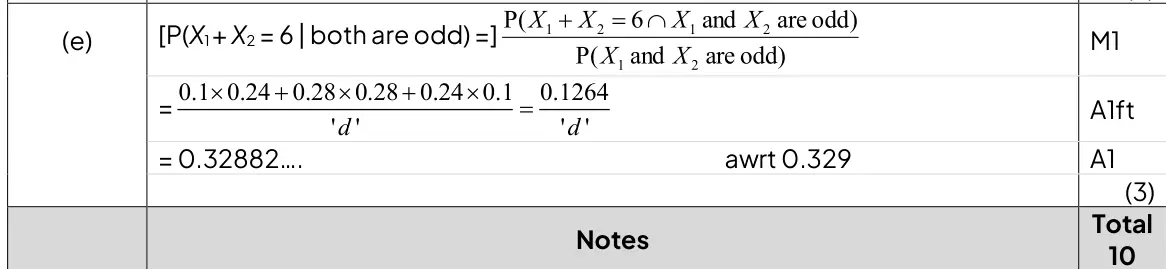 (e) [P(X₁ + X₂ = 6 | both are odd) =] P(X₁ + X₂ = 6 ∩ X₁ and X₂ are odd) / P(X₁ and X₂ are odd) M1
= 0.1×0.24 + 0.28×0.28 + 0.24×0.1 / 'd' = 0.1264 / 'd' A1ft
= 0.32882.... awrt 0.329 A1
(3)
Notes Total 10